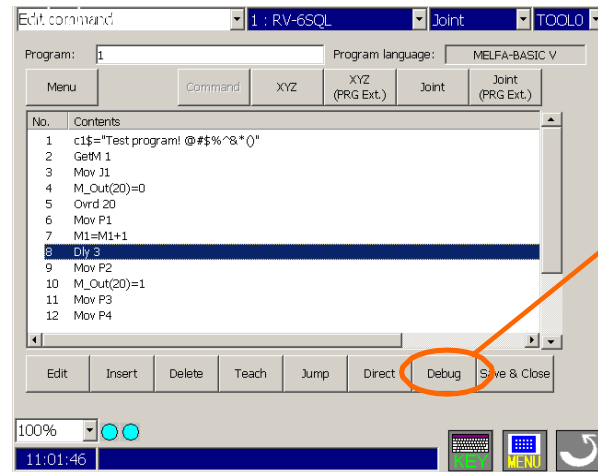 Edit command 1 : RV-6SQL Joint TOOL0
Program: 1 Program language: MELFA-BASIC V
Menu Command XYZ XYZ (PRG Ext.) Joint Joint (PRG Ext.)
No. Contents
1 c1$="Test program! @#$%^&*()"
2 GetM 1
3 Mov J1
4 M_Out(20)=0
5 Ovrd 20
6 Mov P1
7 M1=M1+1
8 Dly 3
9 Mov P2
10 M_Out(20)=1
11 Mov P3
12 Mov P4
Edit Insert Delete Teach Jump Direct Debug Save & Close
100%
11:01:46 KEY MENU